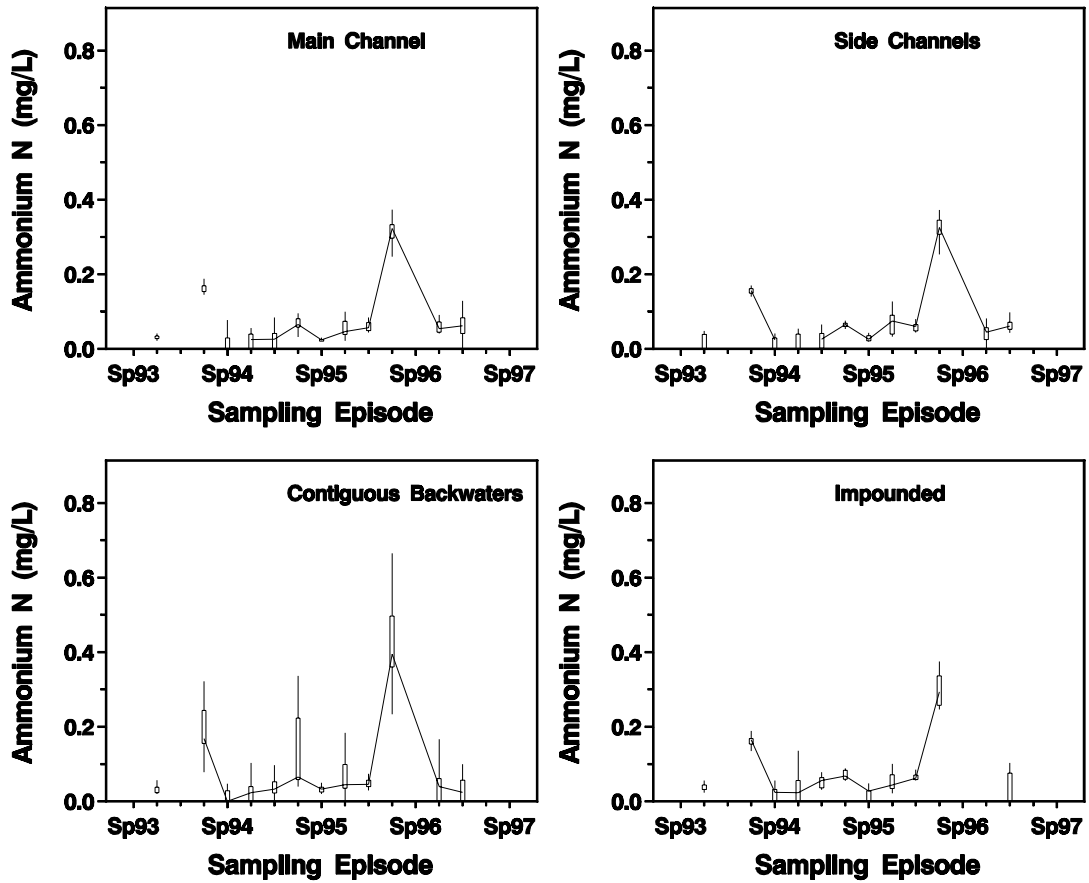 Main Channel
Ammonium N (mg/L)
0.8
0.6
0.4
0.2
0.0
Sp93 Sp94 Sp95 Sp96 Sp97
Sampling Episode
Side Channels
Ammonium N (mg/L)
0.8
0.6
0.4
0.2
0.0
Sp93 Sp94 Sp95 Sp96 Sp97
Sampling Episode
Contiguous Backwaters
Ammonium N (mg/L)
0.8
0.6
0.4
0.2
0.0
Sp93 Sp94 Sp95 Sp96 Sp97
Sampling Episode
Impounded
Ammonium N (mg/L)
0.8
0.6
0.4
0.2
0.0
Sp93 Sp94 Sp95 Sp96 Sp97
Sampling Episode